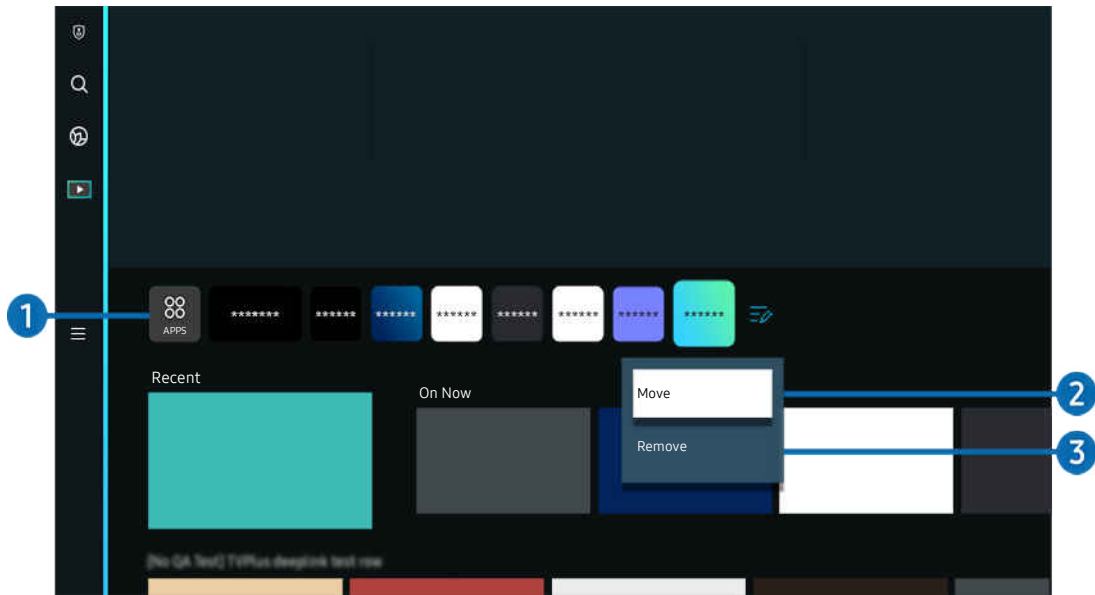 1
APPS
******* ****** ****** ****** ****** ****** ****** ******
Recent
On Now
Move
2
Remove
3
[No QA Test] TVPlus deeplink test row